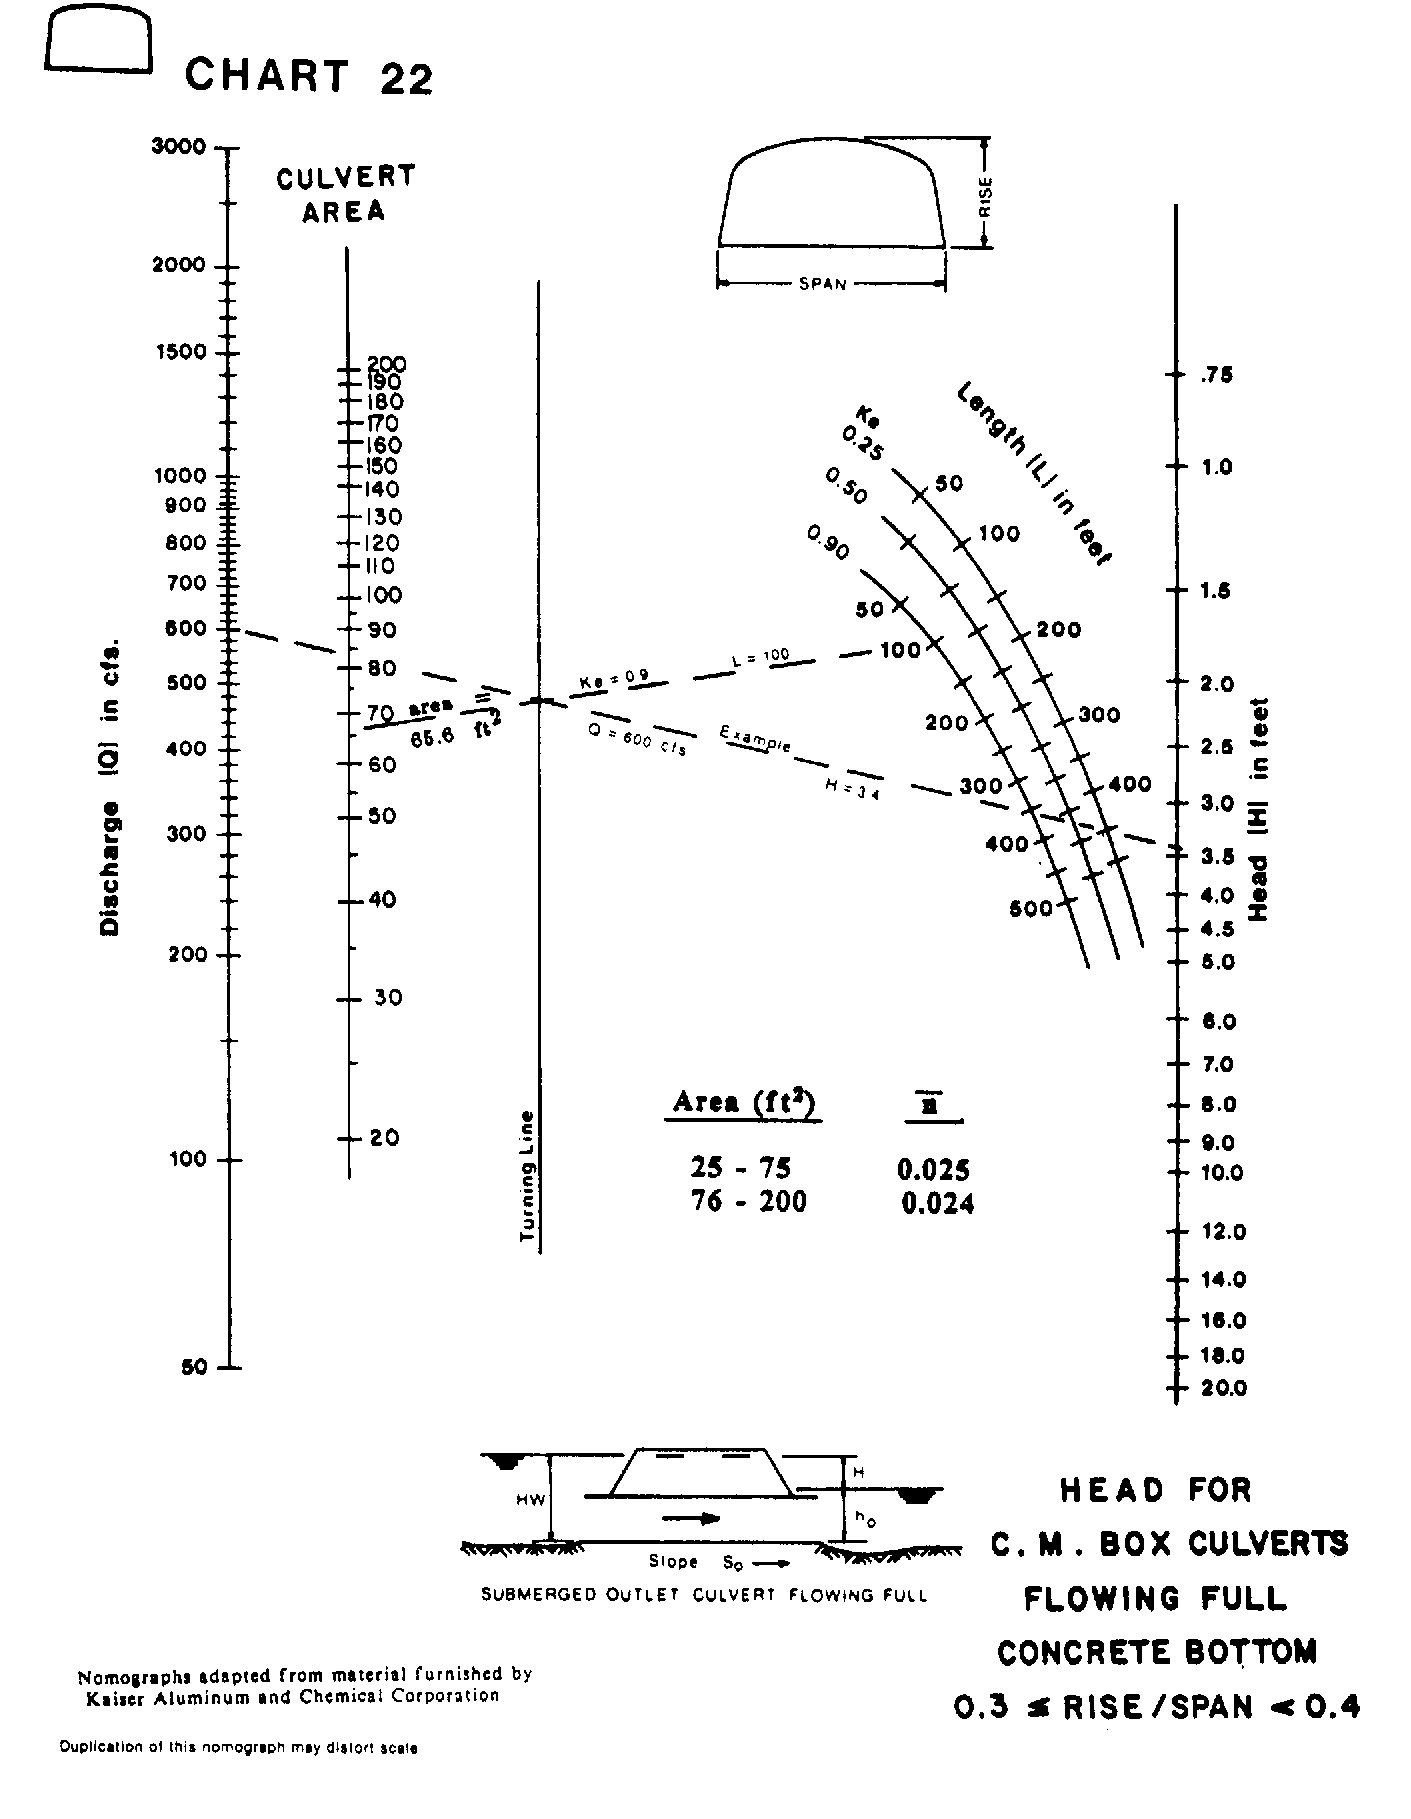 CHART 22
CULVERT
AREA
3000
2000
1500
1000
900
800
700
600
500
400
300
200
100
50
Discharge (Q) in cfs.
200
190
180
170
160
150
140
130
120
110
100
90
80
70
60
50
40
30
20
area =
65.6 ft²
Turning Line
RISE
SPAN
Ke
0.25
0.50
0.90
Length (L) in feet
50
100
200
300
400
50
100
200
300
400
500
Ke = 0.9
L = 100
Q = 600 cfs
Example
H = 3.4
.75
1.0
1.5
2.0
2.5
3.0
3.5
4.0
4.5
5.0
6.0
7.0
8.0
9.0
10.0
12.0
14.0
16.0
18.0
20.0
Head (H) in feet
Area (ft²) n̅
25 - 75 0.025
76 - 200 0.024
HW
H
h₀
Slope S₀
SUBMERGED OUTLET CULVERT FLOWING FULL
HEAD FOR
C. M. BOX CULVERTS
FLOWING FULL
CONCRETE BOTTOM
0.3 ≤ RISE/SPAN < 0.4
Nomographs adapted from material furnished by
Kaiser Aluminum and Chemical Corporation
Duplication of this nomograph may distort scale